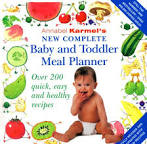 Annabel Karmel's
NEW COMPLETE
Baby and Toddler
Meal Planner
Over 200
quick, easy
and healthy
recipes